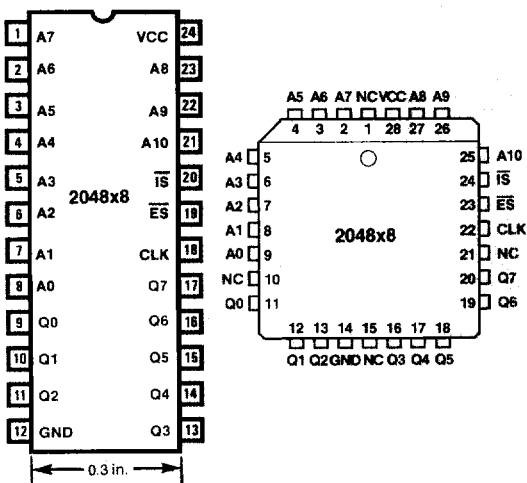 1 A7 VCC 24
2 A6 A8 23
3 A5 A9 22
4 A4 A10 21
5 A3 I̅S̅ 20
2048x8
6 A2 E̅S̅ 19
7 A1 CLK 18
8 A0 Q7 17
9 Q0 Q6 16
10 Q1 Q5 15
11 Q2 Q4 14
12 GND Q3 13
0.3 in.
A5 A6 A7 NC VCC A8 A9
4 3 2 1 28 27 26
A4 5 25 A10
A3 6 24 I̅S̅
A2 7 23 E̅S̅
A1 8 2048x8 22 CLK
A0 9 21 NC
NC 10 20 Q7
Q0 11 19 Q6
12 13 14 15 16 17 18
Q1 Q2 GND NC Q3 Q4 Q5